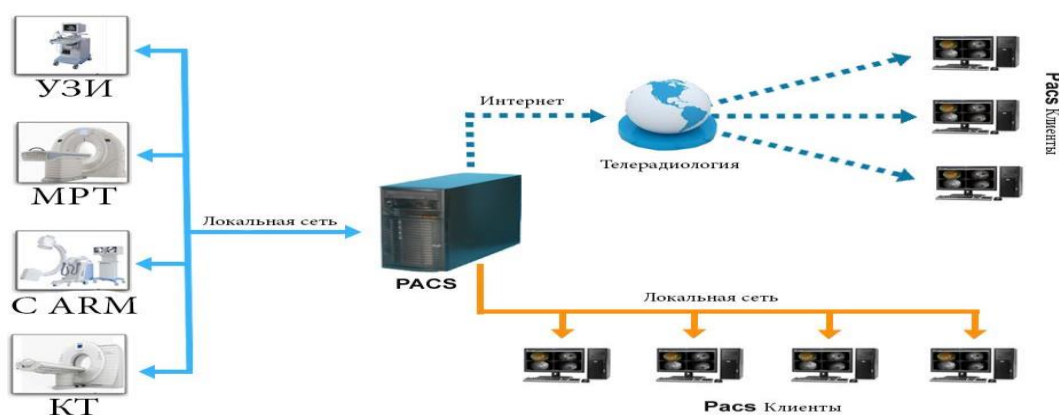 УЗИ
МРТ
C ARM
КТ
Локальная сеть
PACS
Интернет
Телерадиология
Pacs Клиенты
Локальная сеть
Pacs Клиенты